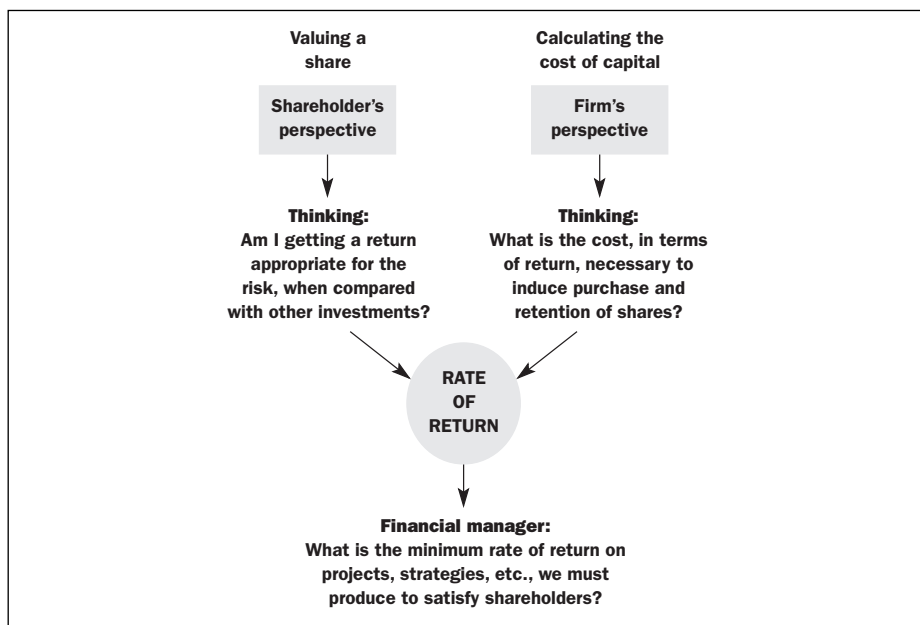 Valuing a
share
Shareholder's
perspective
Thinking:
Am I getting a return
appropriate for the
risk, when compared
with other investments?
Calculating the
cost of capital
Firm's
perspective
Thinking:
What is the cost, in terms
of return, necessary to
induce purchase and
retention of shares?
RATE
OF
RETURN
Financial manager:
What is the minimum rate of return on
projects, strategies, etc., we must
produce to satisfy shareholders?